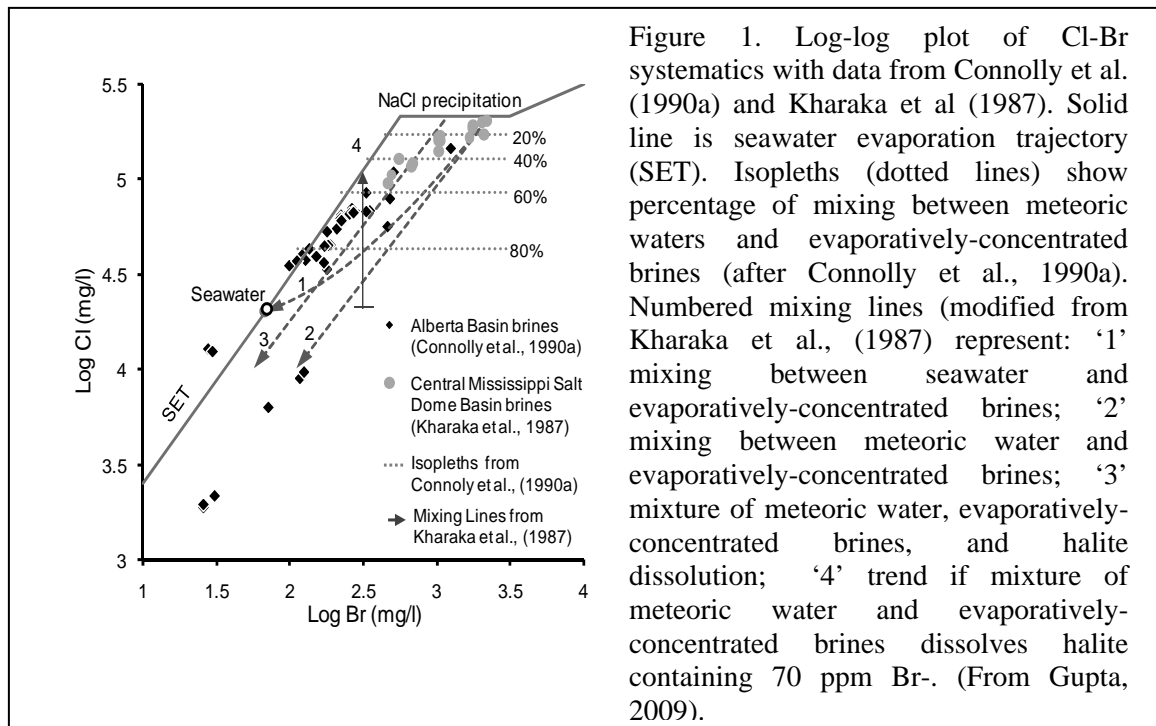 5.5
5
4.5
4
3.5
3
Log Cl (mg/l)
1
1.5
2
2.5
3
3.5
4
Log Br (mg/l)
NaCl precipitation
20%
40%
60%
80%
4
Seawater
1
2
3
SET
Alberta Basin brines
(Connolly et al., 1990a)
Central Mississippi Salt
Dome Basin brines
(Kharaka et al., 1987)
Isopleths from
Connoly et al., (1990a)
Mixing Lines from
Kharaka et al., (1987)
Figure 1. Log-log plot of Cl-Br
systematics with data from Connolly et al.
(1990a) and Kharaka et al (1987). Solid
line is seawater evaporation trajectory
(SET). Isopleths (dotted lines) show
percentage of mixing between meteoric
waters and evaporatively-concentrated
brines (after Connolly et al., 1990a).
Numbered mixing lines (modified from
Kharaka et al., (1987) represent: ‘1’
mixing between seawater and
evaporatively-concentrated brines; ‘2’
mixing between meteoric water and
evaporatively-concentrated brines; ‘3’
mixture of meteoric water, evaporatively-
concentrated brines, and halite
dissolution; ‘4’ trend if mixture of
meteoric water and evaporatively-
concentrated brines dissolves halite
containing 70 ppm Br-. (From Gupta,
2009).